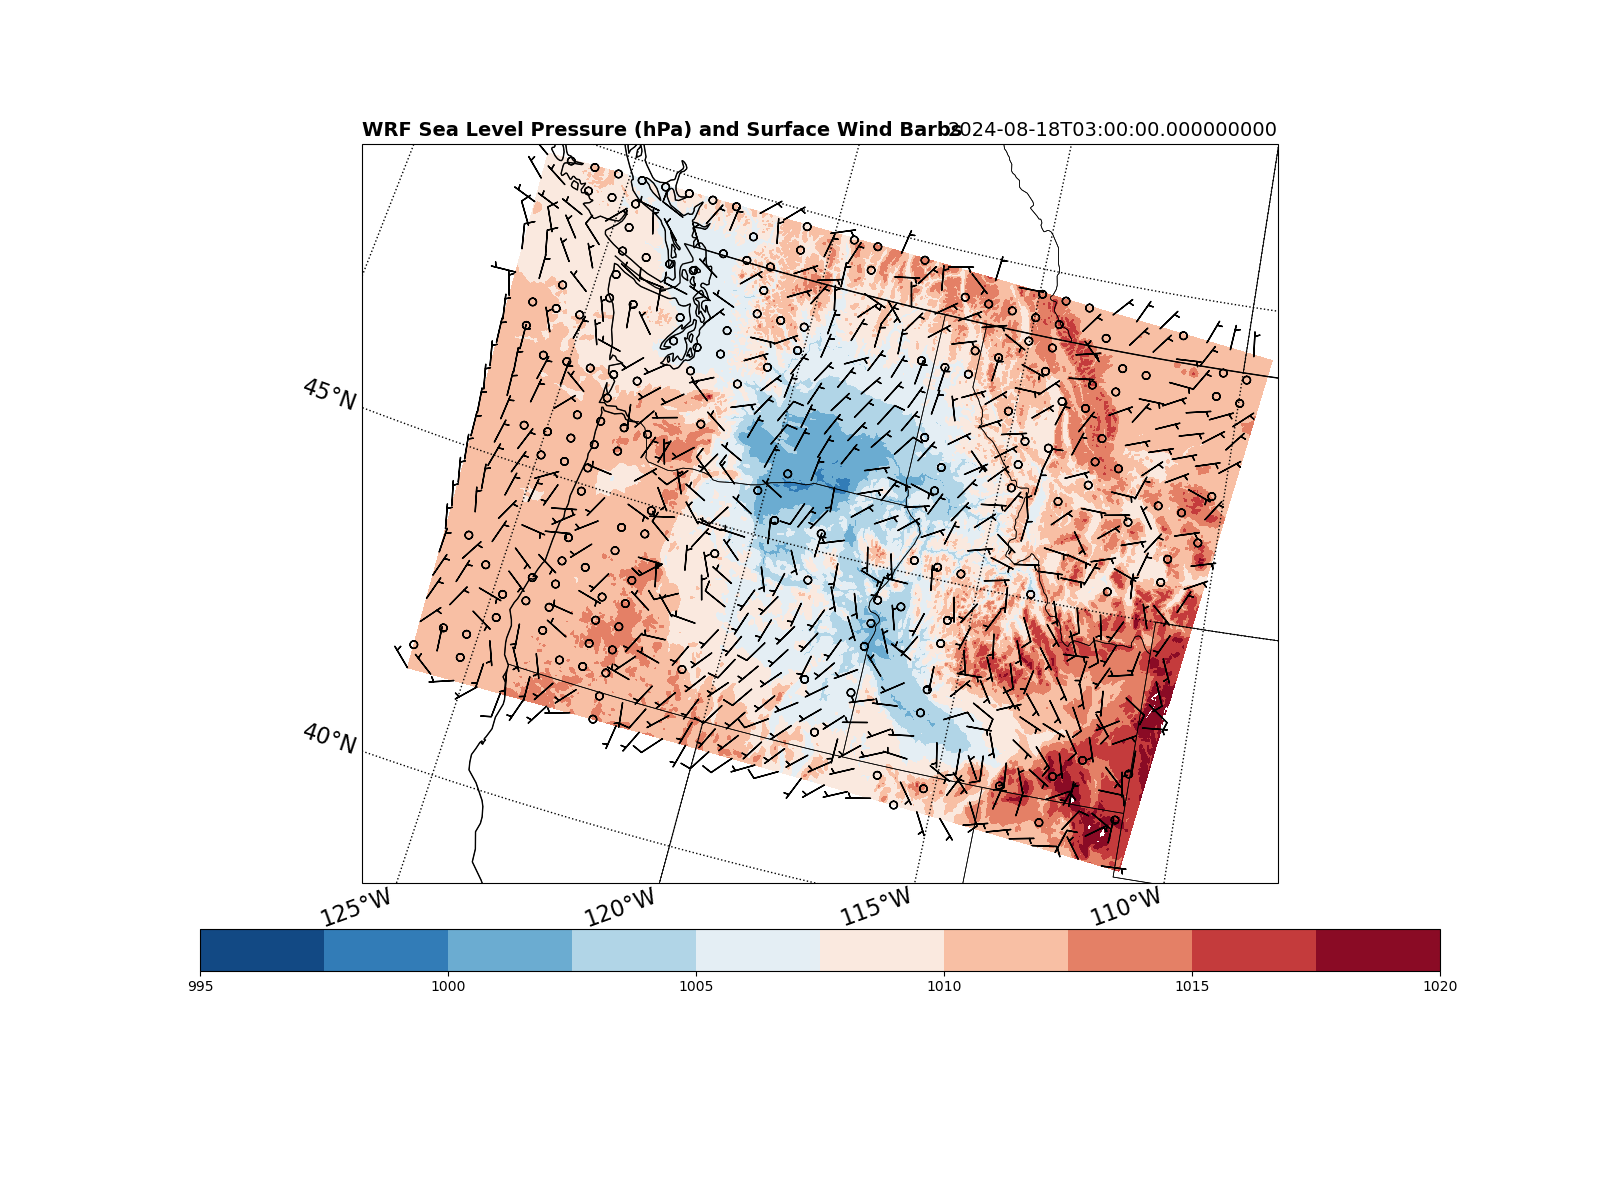 WRF Sea Level Pressure (hPa) and Surface Wind Barbs 2024-08-18T03:00:00.000000000
45°N
40°N
125°W 120°W 115°W 110°W
995 1000 1005 1010 1015 1020